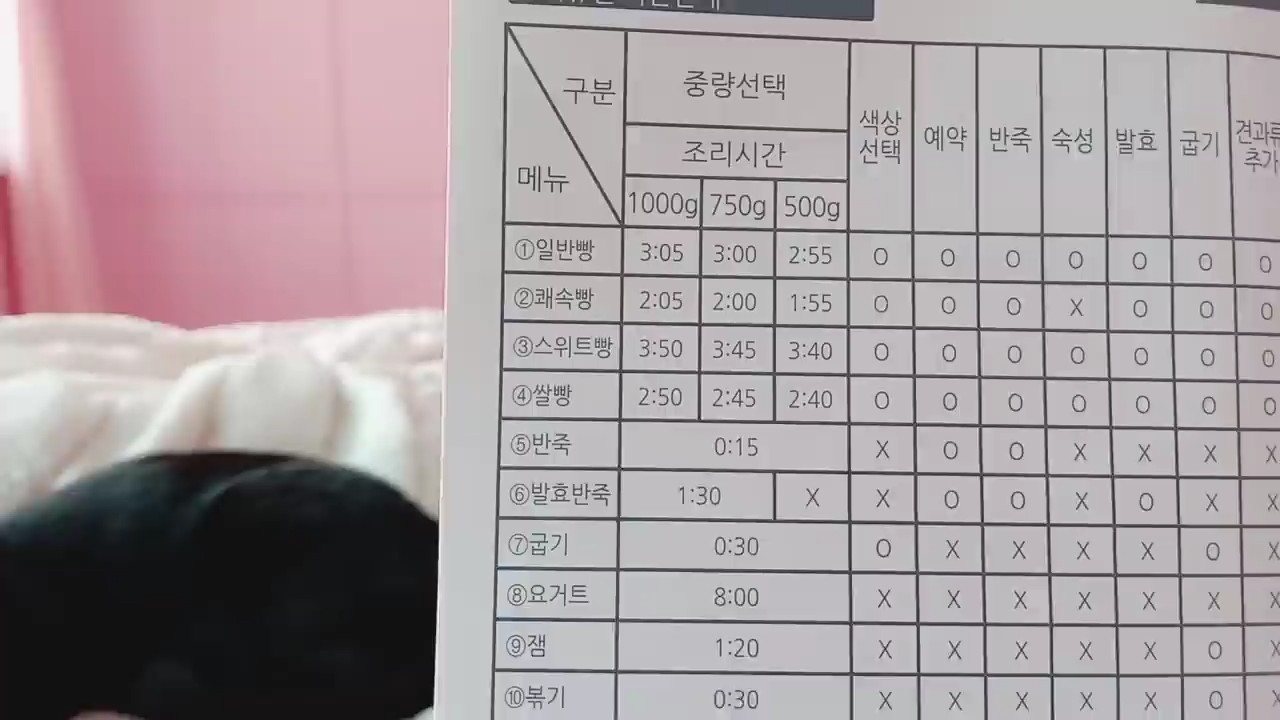 구분
메뉴
중량선택
조리시간
1000g 750g 500g
색상
선택
예약
반죽
숙성
발효
굽기
견과류
추가
①일반빵 3:05 3:00 2:55 O O O O O O O
②쾌속빵 2:05 2:00 1:55 O O O X O O O
③스위트빵 3:50 3:45 3:40 O O O O O O O
④쌀빵 2:50 2:45 2:40 O O O O O O O
⑤반죽 0:15 X O O X X X X
⑥발효반죽 1:30 X X O O X O X X
⑦굽기 0:30 O X X X X O X
⑧요거트 8:00 X X X X X X X
⑨잼 1:20 X X X X X O X
⑩볶기 0:30 X X X X X O X